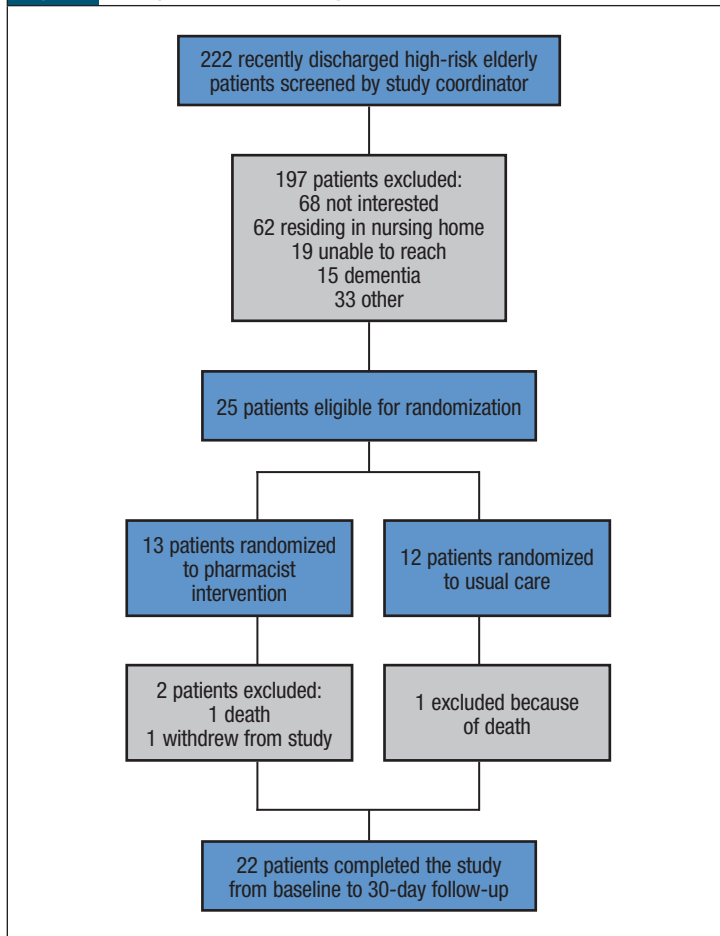 222 recently discharged high-risk elderly
patients screened by study coordinator
197 patients excluded:
68 not interested
62 residing in nursing home
19 unable to reach
15 dementia
33 other
25 patients eligible for randomization
13 patients randomized
to pharmacist
intervention
12 patients randomized
to usual care
2 patients excluded:
1 death
1 withdrew from study
1 excluded because
of death
22 patients completed the study
from baseline to 30-day follow-up